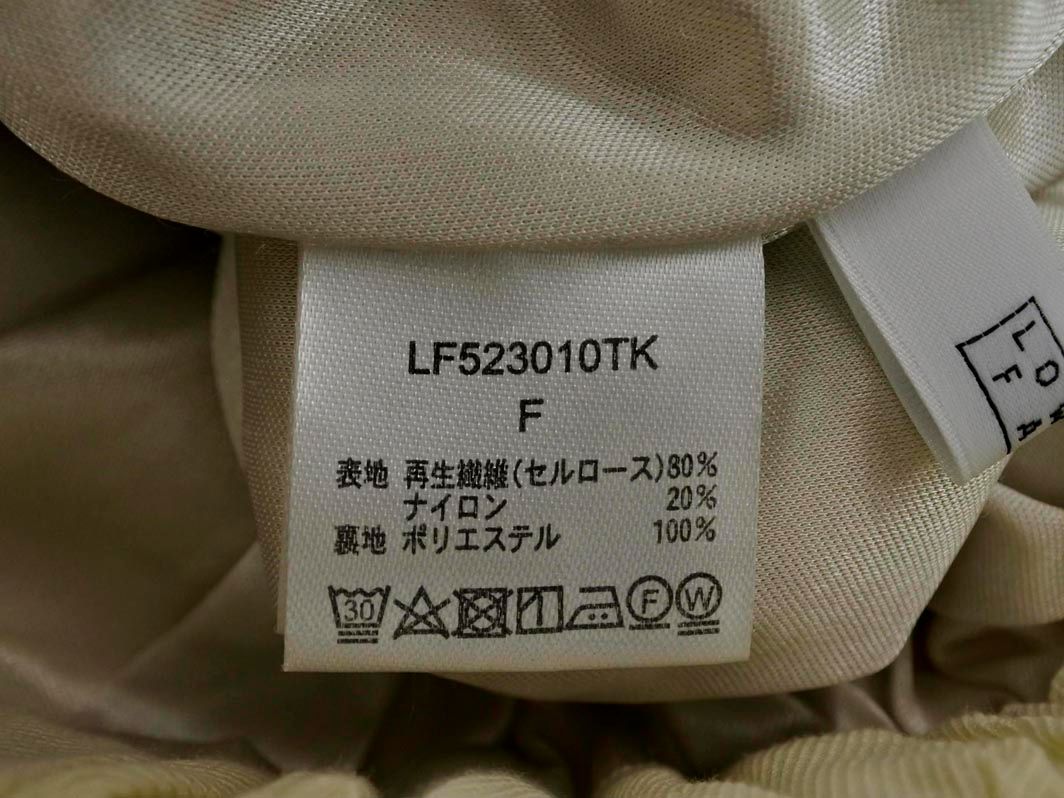 LF523010TK
F
表地 再生繊維(セルロース)80%
ナイロン 20%
裏地 ポリエステル 100%
30 F W